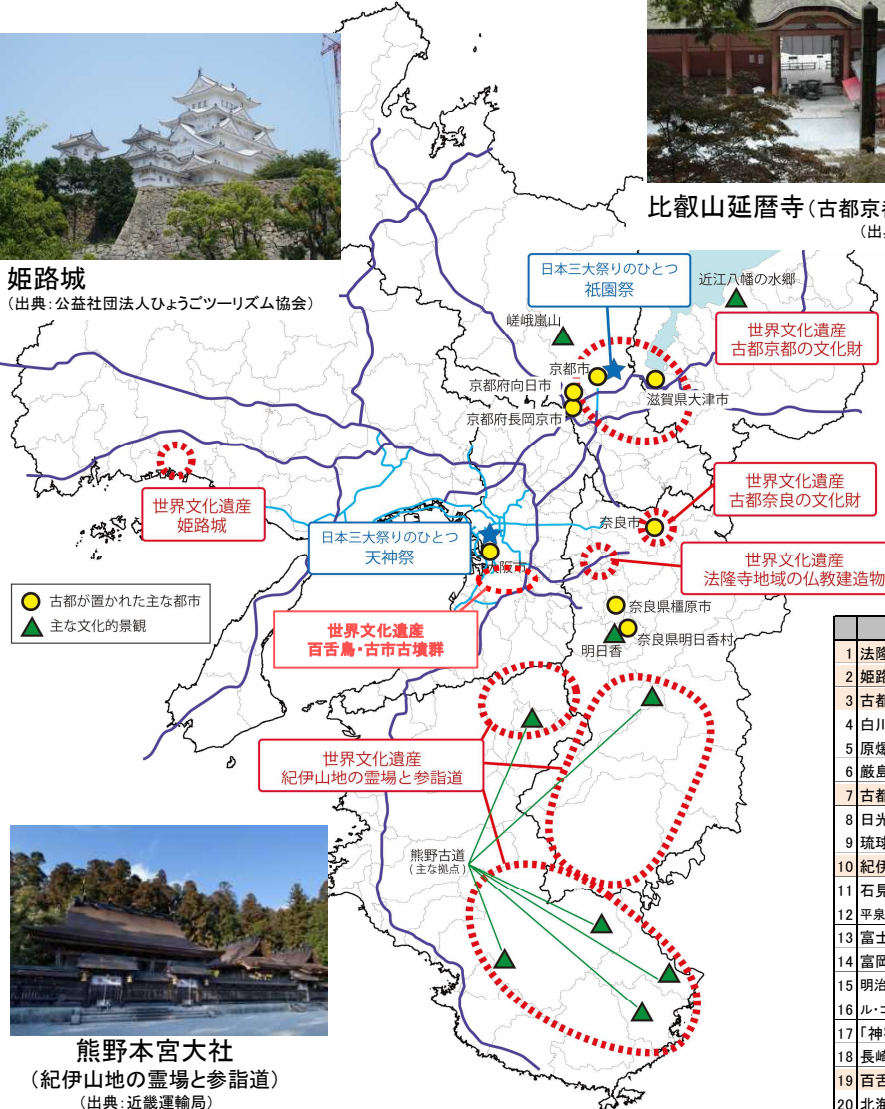 姫路城
(出典：公益社団法人ひょうごツーリズム協会)
比叡山延暦寺(古都京
(出
日本三大祭りのひとつ
祇園祭
近江八幡の水郷
嵯峨嵐山
世界文化遺産
古都京都の文化財
京都市
京都府向日市
滋賀県大津市
京都府長岡京市
世界文化遺産
姫路城
世界文化遺産
古都奈良の文化財
奈良市
日本三大祭りのひとつ
天神祭
大阪市
世界文化遺産
法隆寺地域の仏教建造物
古都が置かれた主な都市
主な文化的景観
奈良県橿原市
世界文化遺産
百舌鳥・古市古墳群
奈良県明日香村
明日香
世界文化遺産
紀伊山地の霊場と参詣道
熊野古道
(主な拠点)
熊野本宮大社
(紀伊山地の霊場と参詣道)
(出典：近畿運輸局)
1 法隆
2 姫路
3 古都
4 白川
5 原爆
6 厳島
7 古都
8 日光
9 琉球
10 紀伊
11 石見
12 平泉
13 富士
14 富岡
15 明治
16 ル・コ
17 「神
18 長崎
19 百舌
20 北海